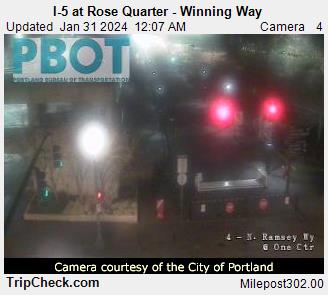 I-5 at Rose Quarter - Winning Way
Updated Jan 31 2024 12:07 AM Camera 4
PBOT
PORTLAND BUREAU OF TRANSPORTATION
4 - N. Ramsey Wy
@ One Ctr
Camera courtesy of the City of Portland
TripCheck.com Milepost302.00